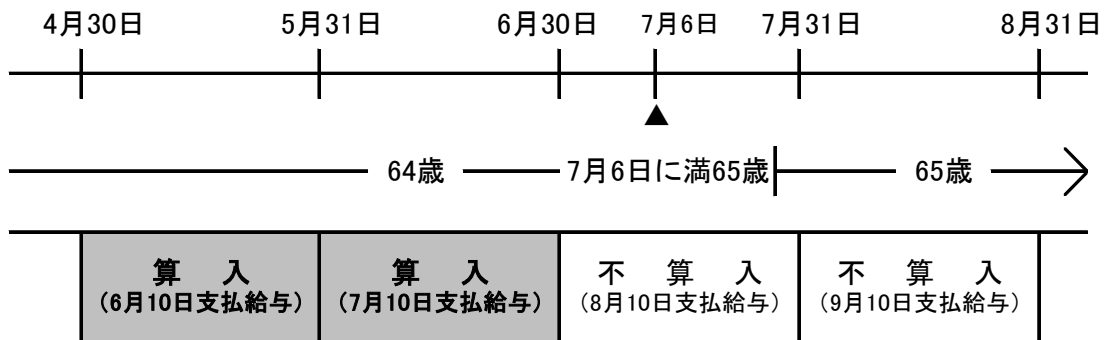 4月30日 5月31日 6月30日 7月6日 7月31日 8月31日
▲
64歳 7月6日に満65歳 65歳
算 入 算 入 不 算 入 不 算 入
(6月10日支払給与) (7月10日支払給与) (8月10日支払給与) (9月10日支払給与)